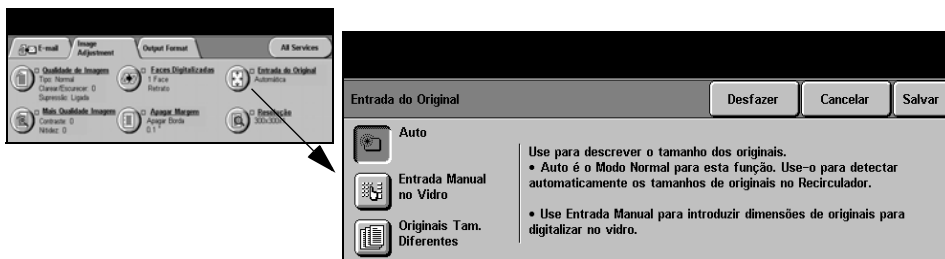 E-mail
Image Adjustment
Output Format
All Services
Qualidade de Imagem
Tipo: Normal
Clarear/Escurecer: 0
Supressão: Ligada
Faces Digitalizadas
1 Face
Retrato
Entrada do Original
Automática
Mais Qualidade Imagem
Contraste: 0
Nitidez: 0
Apagar Margem
Apagar Borda
0.1 "
Resolução
300x300
Entrada do Original
Desfazer
Cancelar
Salvar
Auto
Entrada Manual
no Vidro
Originais Tam.
Diferentes
Use para descrever o tamanho dos originais.
• Auto é o Modo Normal para esta função. Use-o para detectar
automaticamente os tamanhos de originais no Recirculador.
• Use Entrada Manual para introduzir dimensões de originais para
digitalizar no vidro.